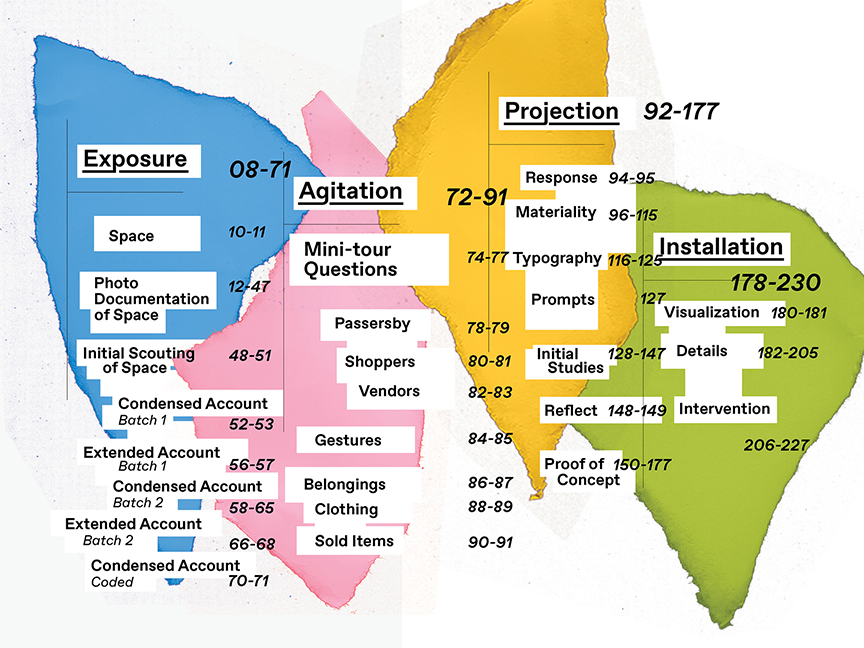 Exposure 08-71
Space 10-11
Photo 12-47
Documentation
of Space
Initial Scouting 48-51
of Space
Condensed Account
Batch 1 52-53
Extended Account
Batch 1 56-57
Condensed Account
Batch 2 58-65
Extended Account
Batch 2 66-68
Condensed Account
Coded 70-71
Agitation 72-91
Mini-tour 74-77
Questions
Passersby 78-79
Shoppers 80-81
Vendors 82-83
Gestures 84-85
Belongings 86-87
Clothing 88-89
Sold Items 90-91
Projection 92-177
Response 94-95
Materiality 96-115
Typography 116-125
Prompts 127
Initial 128-147
Studies
Reflect 148-149
Proof of 150-177
Concept
Installation
178-230
Visualization 180-181
Details 182-205
Intervention
206-227